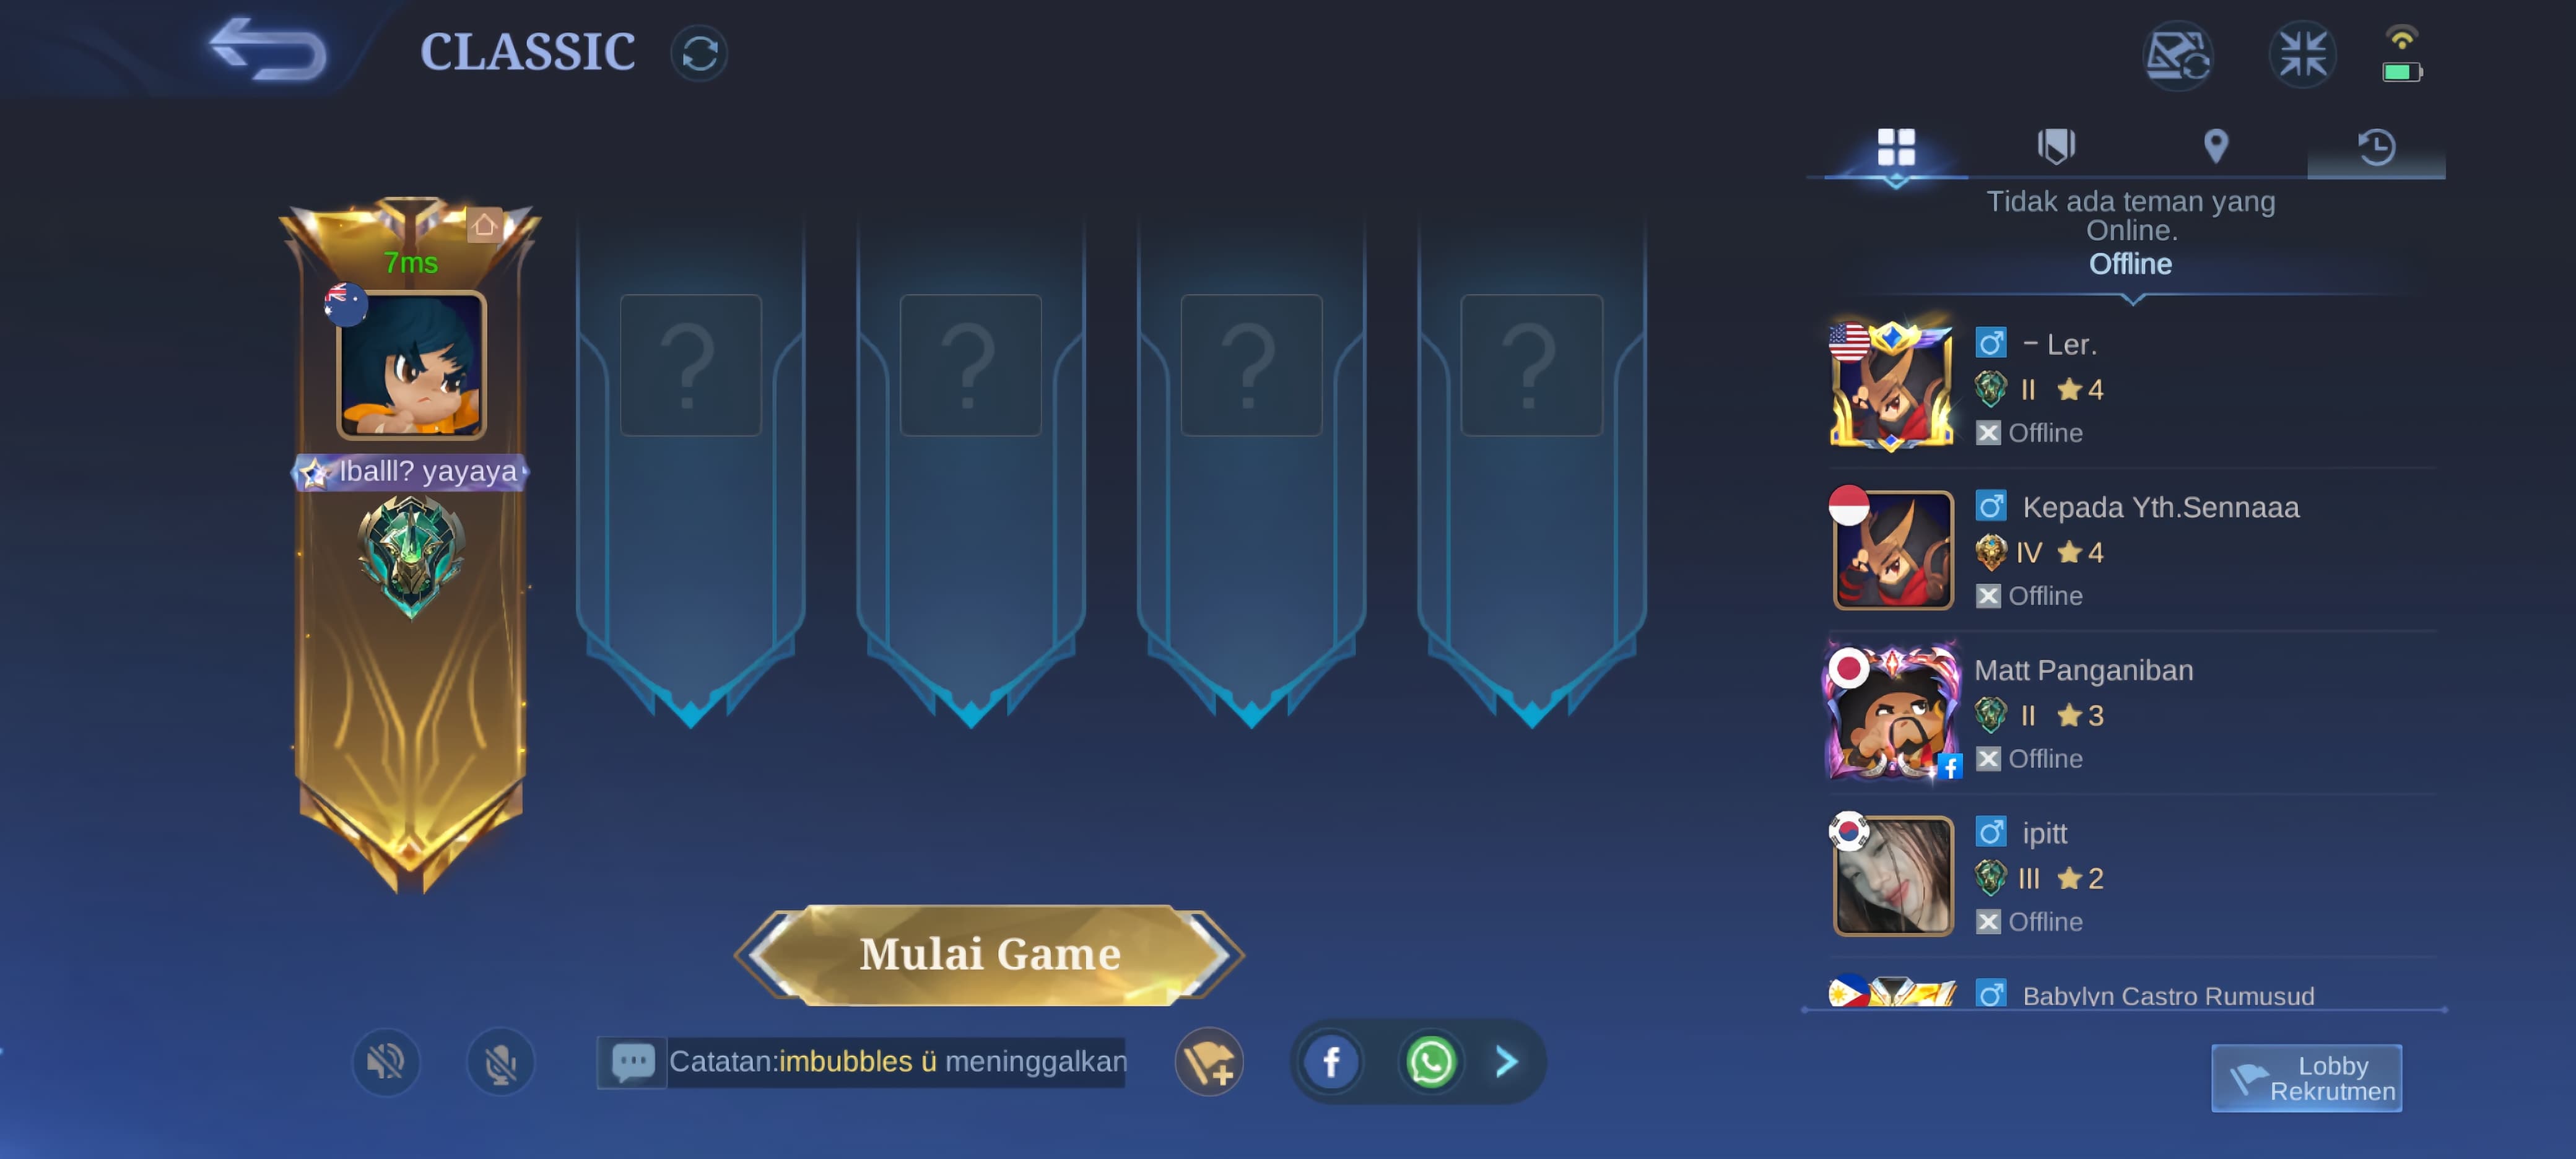 CLASSIC
7ms
Iballl? yayaya
Mulai Game
Catatan:imbubbles ü meninggalkan
Tidak ada teman yang
Online.
Offline
– Ler.
II 4
Offline
Kepada Yth.Sennaaa
IV 4
Offline
Matt Panganiban
II 3
Offline
ipitt
III 2
Offline
Babylyn Castro Rumusud
Lobby
Rekrutmen